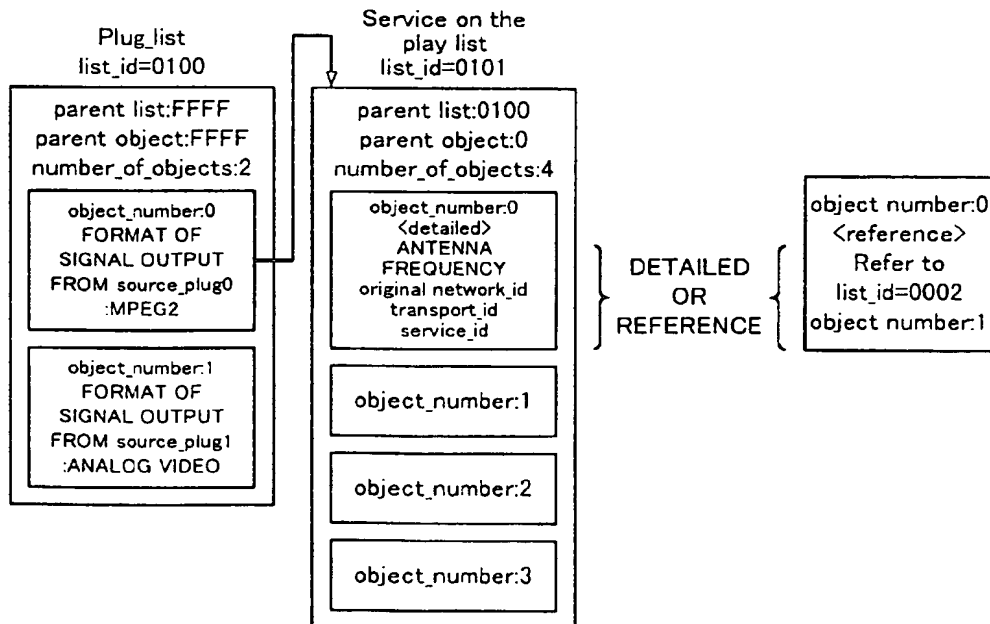 Plug_list
list_id=0100
parent list:FFFF
parent object:FFFF
number_of_objects:2
object_number:0
FORMAT OF
SIGNAL OUTPUT
FROM source_plug0
:MPEG2
object_number:1
FORMAT OF
SIGNAL OUTPUT
FROM source_plug1
:ANALOG VIDEO
Service on the
play list
list_id=0101
parent list:0100
parent object:0
number_of_objects:4
object_number:0
<detailed>
ANTENNA
FREQUENCY
original network_id
transport_id
service_id
object_number:1
object_number:2
object_number:3
DETAILED
OR
REFERENCE
object number:0
<reference>
Refer to
list_id=0002
object number:1